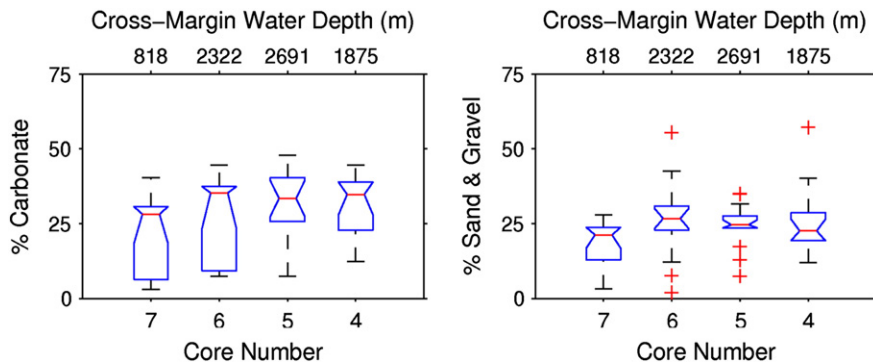 Cross-Margin Water Depth (m)
818 2322 2691 1875
75
50
25
0
% Carbonate
7 6 5 4
Core Number
Cross-Margin Water Depth (m)
818 2322 2691 1875
75
50
25
0
% Sand & Gravel
7 6 5 4
Core Number